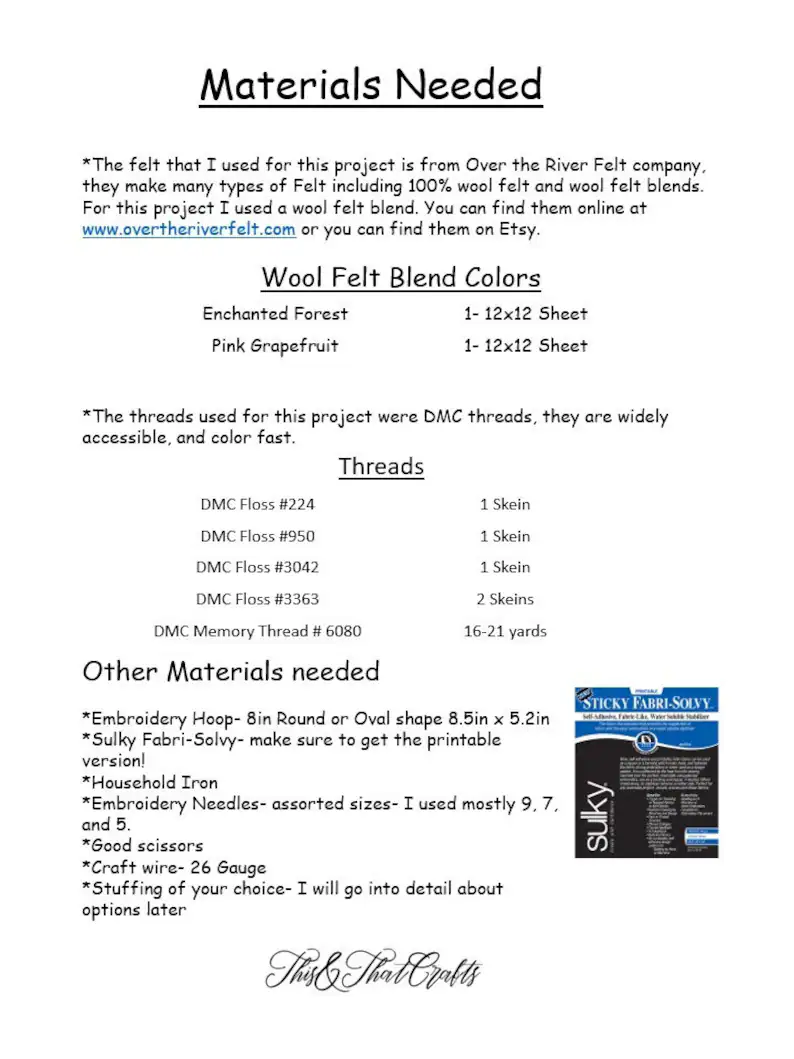 Materials Needed
*The felt that I used for this project is from Over the River Felt company,
they make many types of Felt including 100% wool felt and wool felt blends.
For this project I used a wool felt blend. You can find them online at
www.overtheriverfelt.com or you can find them on Etsy.
Wool Felt Blend Colors
Enchanted Forest 1- 12x12 Sheet
Pink Grapefruit 1- 12x12 Sheet
*The threads used for this project were DMC threads, they are widely
accessible, and color fast.
Threads
DMC Floss #224 1 Skein
DMC Floss #950 1 Skein
DMC Floss #3042 1 Skein
DMC Floss #3363 2 Skeins
DMC Memory Thread # 6080 16-21 yards
Other Materials needed
*Embroidery Hoop- 8in Round or Oval shape 8.5in x 5.2in
*Sulky Fabri-Solvy- make sure to get the printable
version!
*Household Iron
*Embroidery Needles- assorted sizes- I used mostly 9, 7,
and 5.
*Good scissors
*Craft wire- 26 Gauge
*Stuffing of your choice- I will go into detail about
options later
PRINTABLE
STICKY FABRI-SOLVY
Self-Adhesive, Fabric-Like, Water Soluble Stabilizer
sulky
This&ThatCrafts